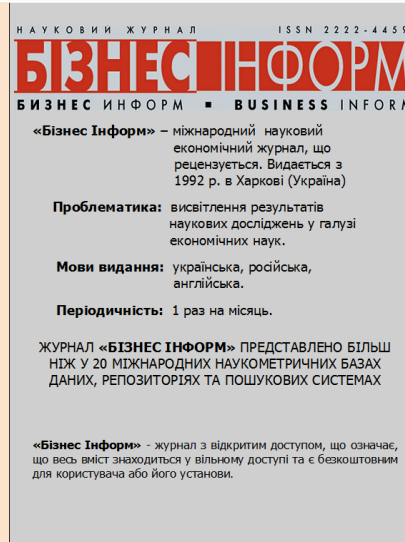 НАУКОВИЙ ЖУРНАЛ ISSN 2222-4459
БІЗНЕС ІНФОРМ
БИЗНЕС ИНФОРМ ■ BUSINESS INFORM
«Бізнес Інформ» – міжнародний науковий
економічний журнал, що
рецензується. Видається з
1992 р. в Харкові (Україна)
Проблематика: висвітлення результатів
наукових досліджень у галузі
економічних наук.
Мови видання: українська, російська,
англійська.
Періодичність: 1 раз на місяць.
ЖУРНАЛ «БІЗНЕС ІНФОРМ» ПРЕДСТАВЛЕНО БІЛЬШ
НІЖ У 20 МІЖНАРОДНИХ НАУКОМЕТРИЧНИХ БАЗАХ
ДАНИХ, РЕПОЗИТОРІЯХ ТА ПОШУКОВИХ СИСТЕМАХ
«Бізнес Інформ» - журнал з відкритим доступом, що означає,
що весь вміст знаходиться у вільному доступі та є безкоштовним
для користувача або його установи.